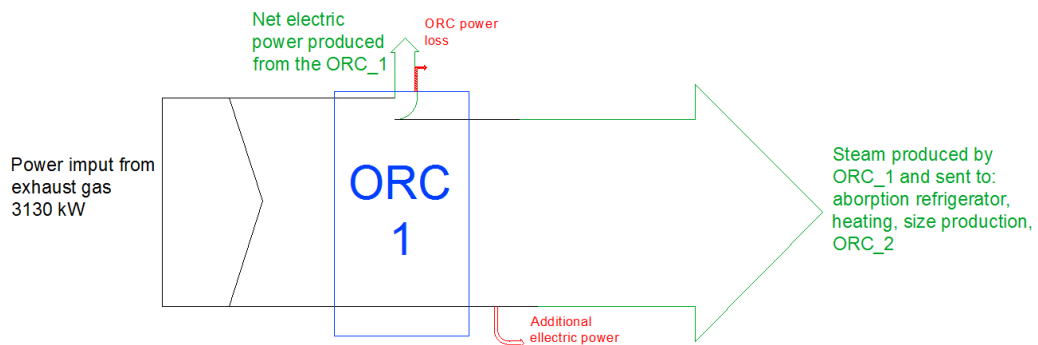 Net electric
power produced
from the ORC_1
ORC power
loss
Power imput from
exhaust gas
3130 kW
ORC
1
Steam produced by
ORC_1 and sent to:
aborption refrigerator,
heating, size production,
ORC_2
Additional
ellectric power